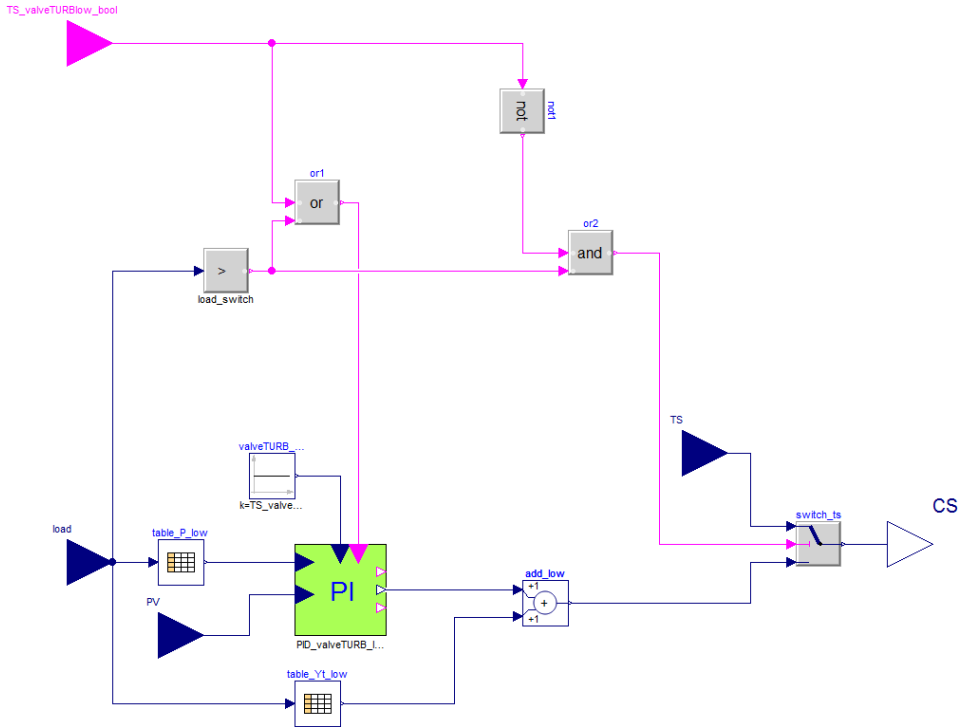 TS_valveTURBlow_bool
not
not1
or1
or
or2
and
>
load_switch
TS
valveTURB_...
k=TS_valve...
CS
switch_ts
load
table_P_low
add_low
+1
+
+1
PI
PV
PID_valveTURB_l...
table_Yt_low